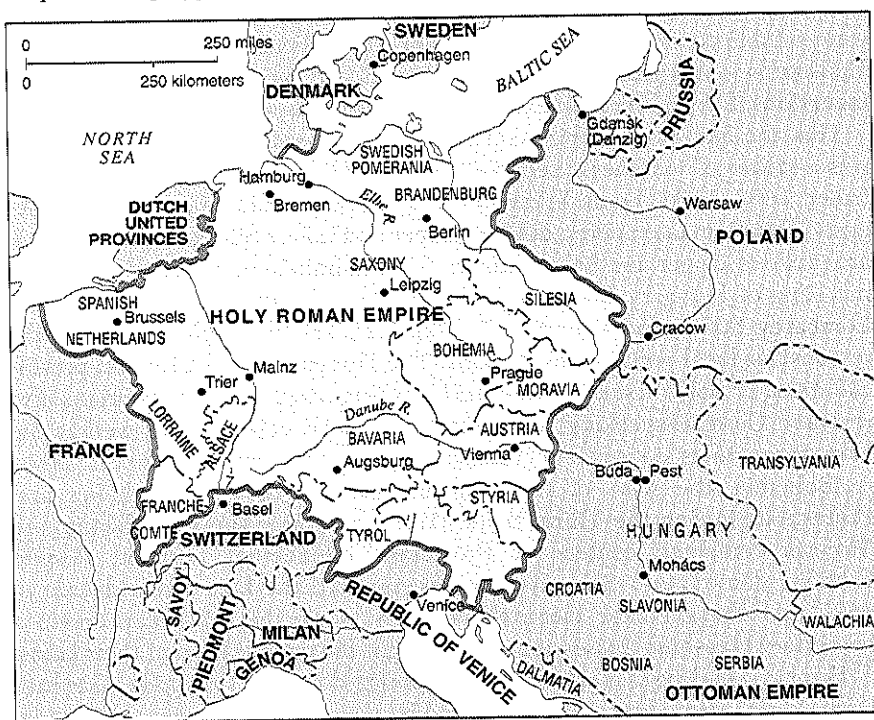 SWEDEN
0 250 miles
0 250 kilometers
Copenhagen
DENMARK
BALTIC SEA
NORTH
SEA
PRUSSIA
Gdansk
(Danzig)
SWEDISH
POMERANIA
Hamburg
Bremen
Elbe R.
BRANDENBURG
Berlin
Warsaw
POLAND
DUTCH
UNITED
PROVINCES
SAXONY
Leipzig
SILESIA
SPANISH
Brussels
NETHERLANDS
HOLY ROMAN EMPIRE
Cracow
BOHEMIA
Prague
MORAVIA
Mainz
Trier
LORRAINE
ALSACE
Danube R.
BAVARIA
Augsburg
AUSTRIA
Vienna
FRANCE
Buda
Pest
TRANSYLVANIA
STYRIA
FRANCHE-
COMTE
Basel
SWITZERLAND
TYROL
HUNGARY
Mohács
CROATIA
SLAVONIA
WALACHIA
SAVOY
PIEDMONT
MILAN
GENOA
Venice
REPUBLIC OF VENICE
DALMATIA
BOSNIA
SERBIA
OTTOMAN EMPIRE